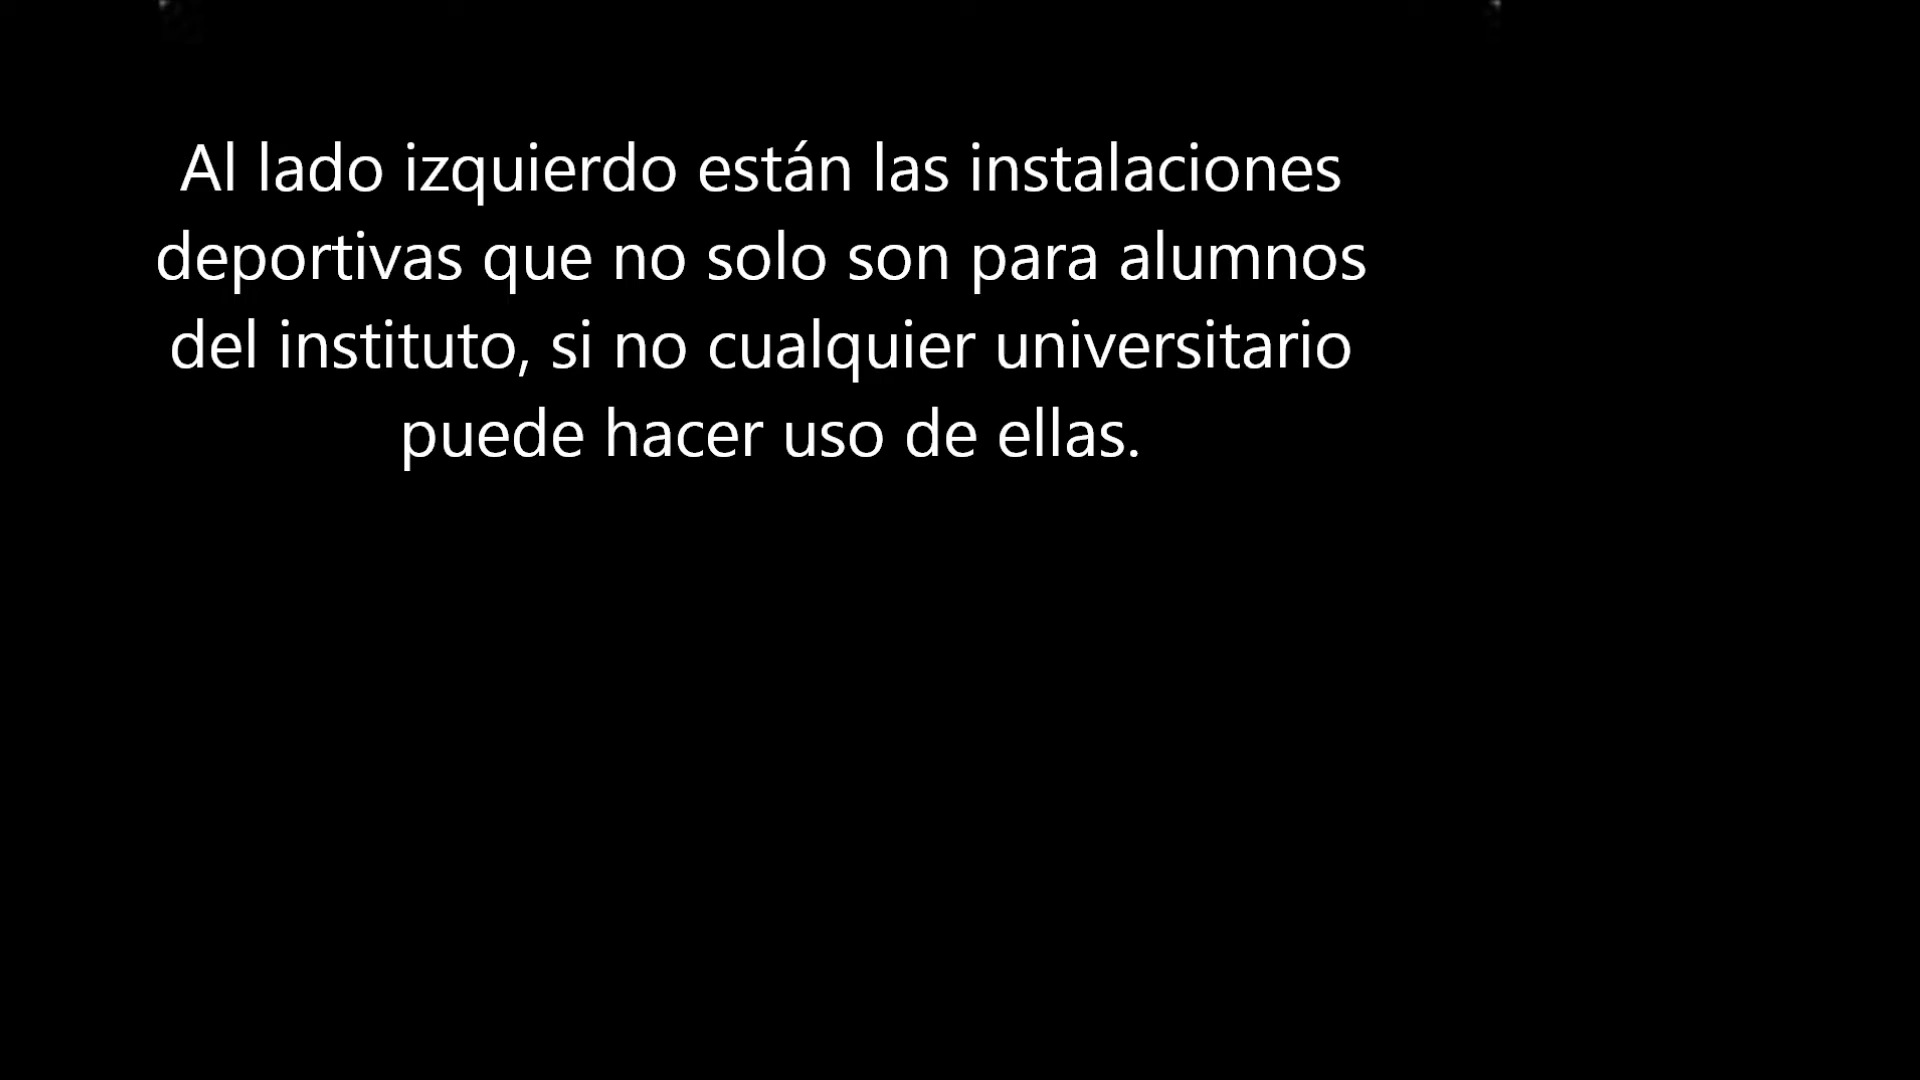 Al lado izquierdo están las instalaciones
deportivas que no solo son para alumnos
del instituto, si no cualquier universitario
puede hacer uso de ellas.